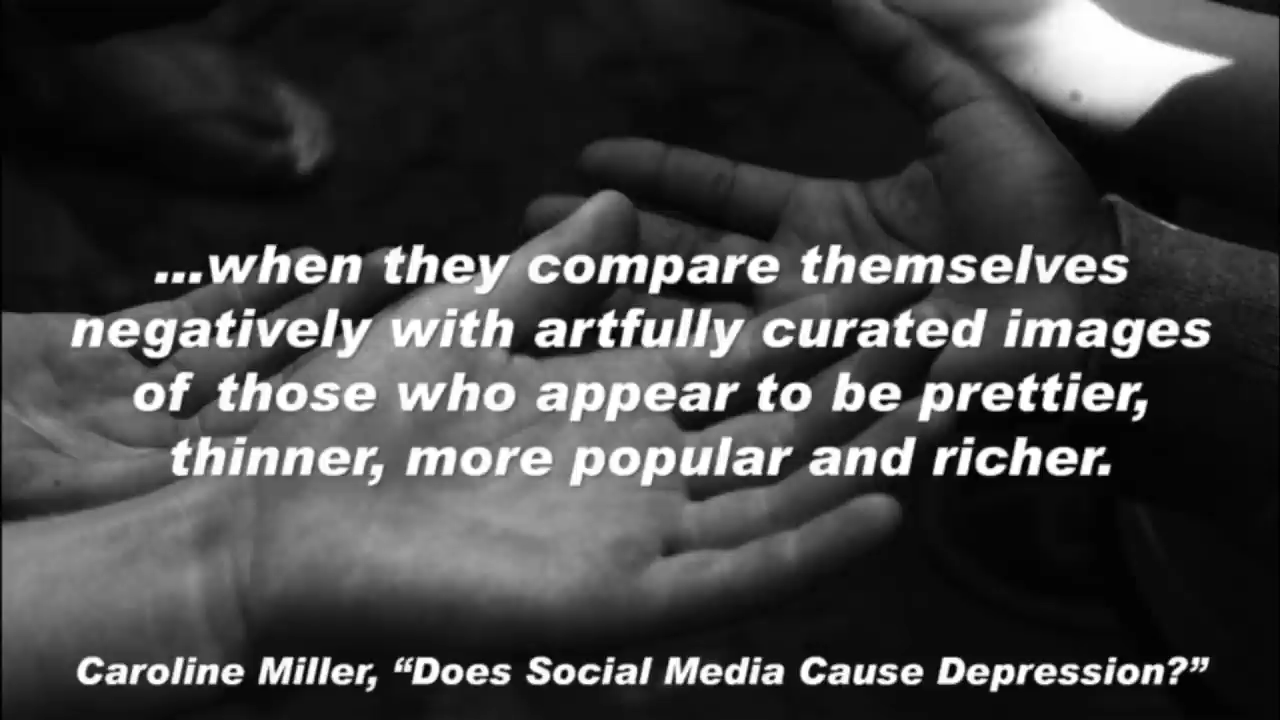 ...when they compare themselves
negatively with artfully curated images
of those who appear to be prettier,
thinner, more popular and richer.
Caroline Miller, “Does Social Media Cause Depression?”